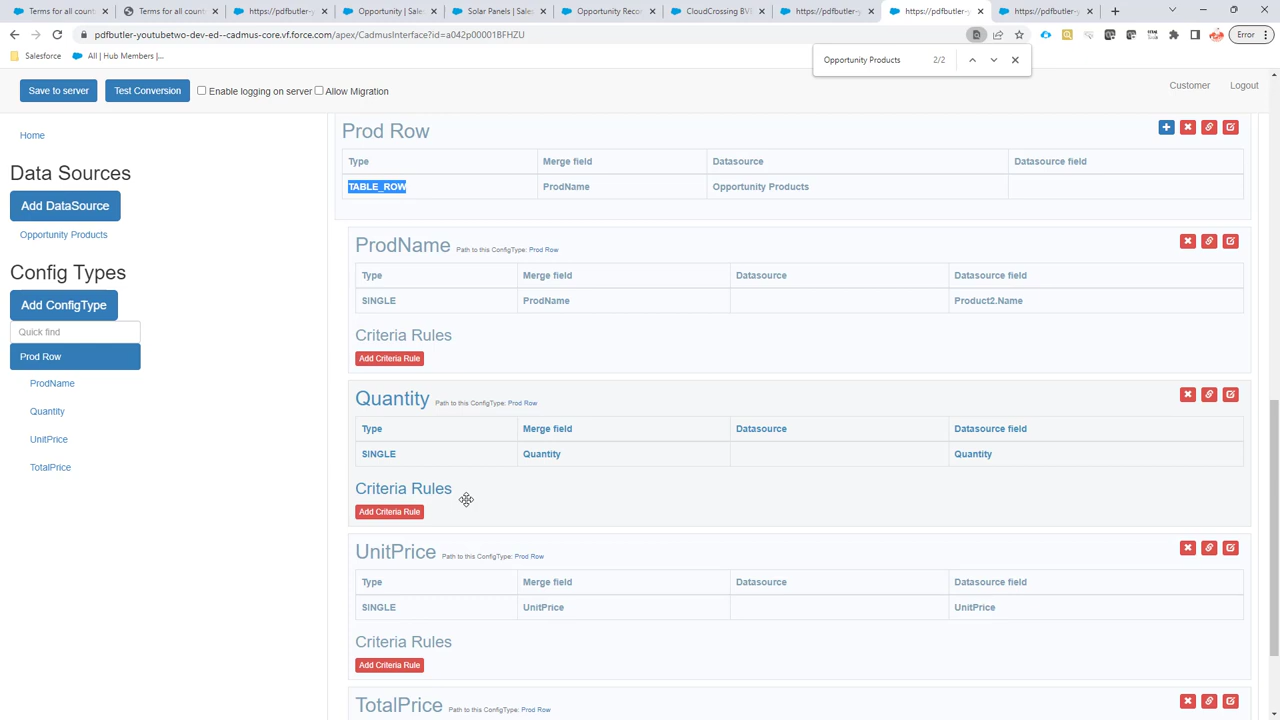 Terms for all count
Terms for all count
https://pdfbutler-y
Opportunity | Sales
Solar Panels | Sales
Opportunity Reco
CloudCrossing BV
https://pdfbutler-y
https://pdfbutler-y
https://pdfbutler-y
pdfbutler-youtubetwo-dev-ed--cadmus-core.vf.force.com/apex/CadmusInterface?id=a042p00001BFHZU
Error
Salesforce
All | Hub Members |...
Opportunity Products 2/2
Save to server
Test Conversion
Enable logging on server
Allow Migration
Customer
Logout
Home
Data Sources
Add DataSource
Opportunity Products
Config Types
Add ConfigType
Quick find
Prod Row
ProdName
Quantity
UnitPrice
TotalPrice
Prod Row
Type Merge field Datasource Datasource field
TABLE_ROW ProdName Opportunity Products
ProdName Path to this ConfigType: Prod Row
Type Merge field Datasource Datasource field
SINGLE ProdName Product2.Name
Criteria Rules
Add Criteria Rule
Quantity Path to this ConfigType: Prod Row
Type Merge field Datasource Datasource field
SINGLE Quantity Quantity
Criteria Rules
Add Criteria Rule
UnitPrice Path to this ConfigType: Prod Row
Type Merge field Datasource Datasource field
SINGLE UnitPrice UnitPrice
Criteria Rules
Add Criteria Rule
TotalPrice Path to this ConfigType: Prod Row